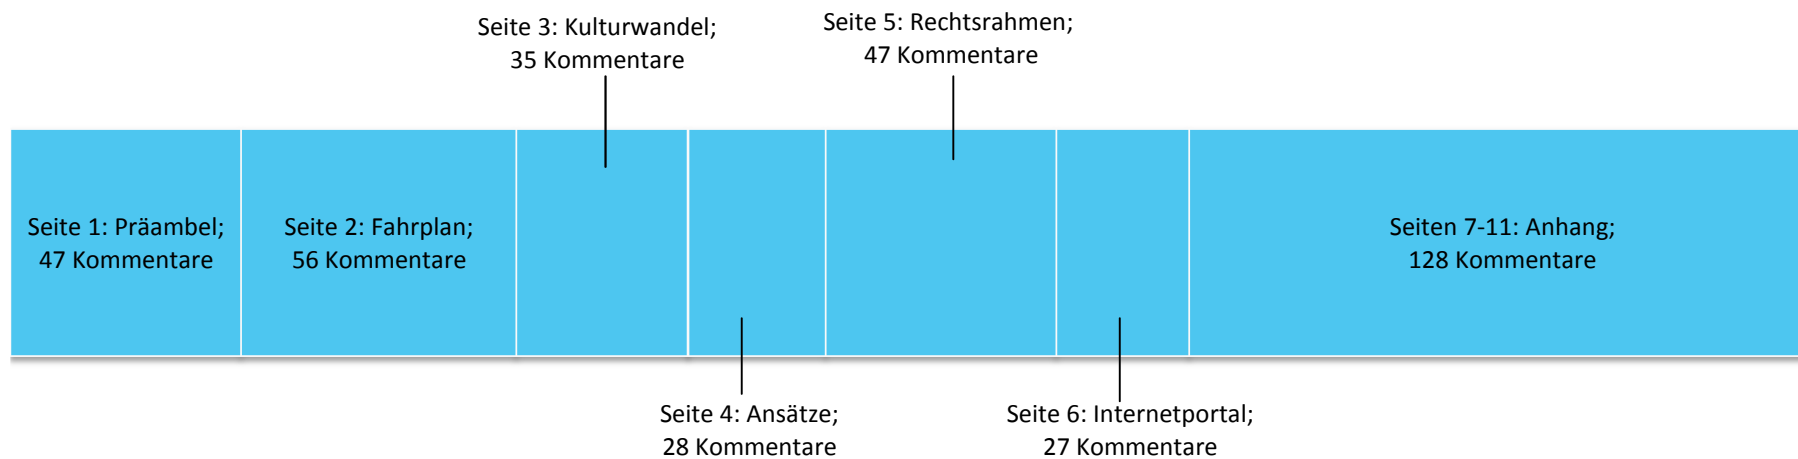 Seite 3: Kulturwandel;
35 Kommentare
Seite 5: Rechtsrahmen;
47 Kommentare
Seite 1: Präambel;
47 Kommentare
Seite 2: Fahrplan;
56 Kommentare
Seiten 7-11: Anhang;
128 Kommentare
Seite 4: Ansätze;
28 Kommentare
Seite 6: Internetportal;
27 Kommentare